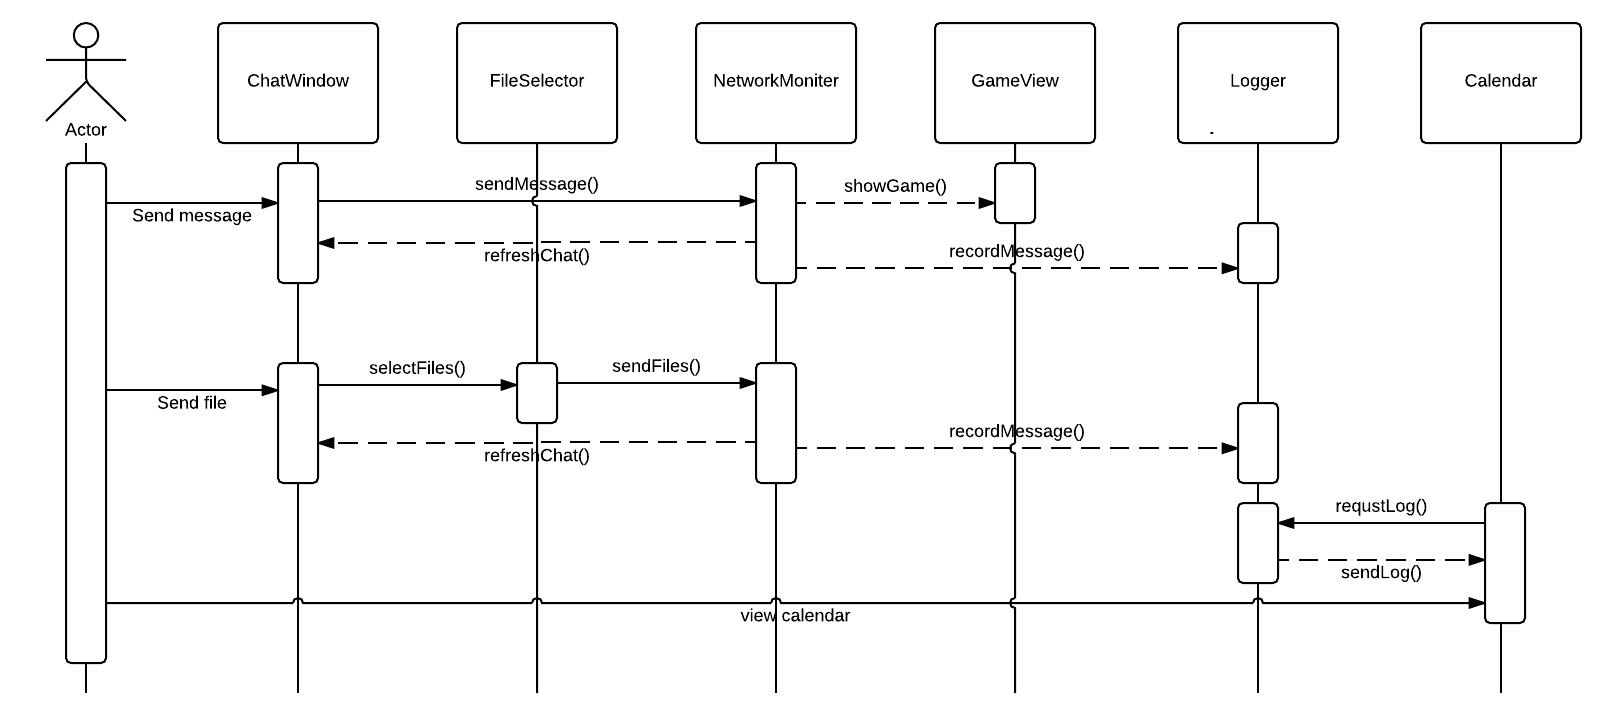 Actor
ChatWindow
FileSelector
NetworkMoniter
GameView
Logger
Calendar
Send message
sendMessage()
showGame()
refreshChat()
recordMessage()
Send file
selectFiles()
sendFiles()
refreshChat()
recordMessage()
requstLog()
sendLog()
view calendar